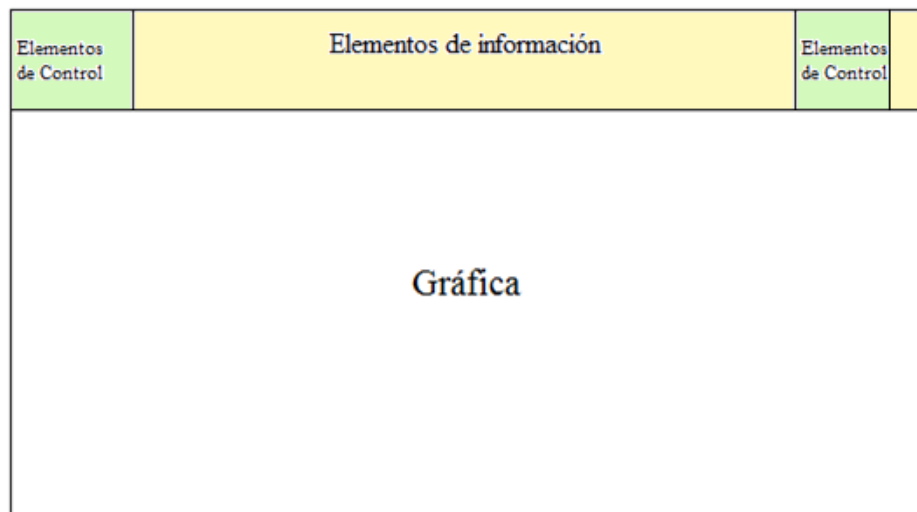 Elementos
de Control
Elementos de información
Elementos
de Control
Gráfica